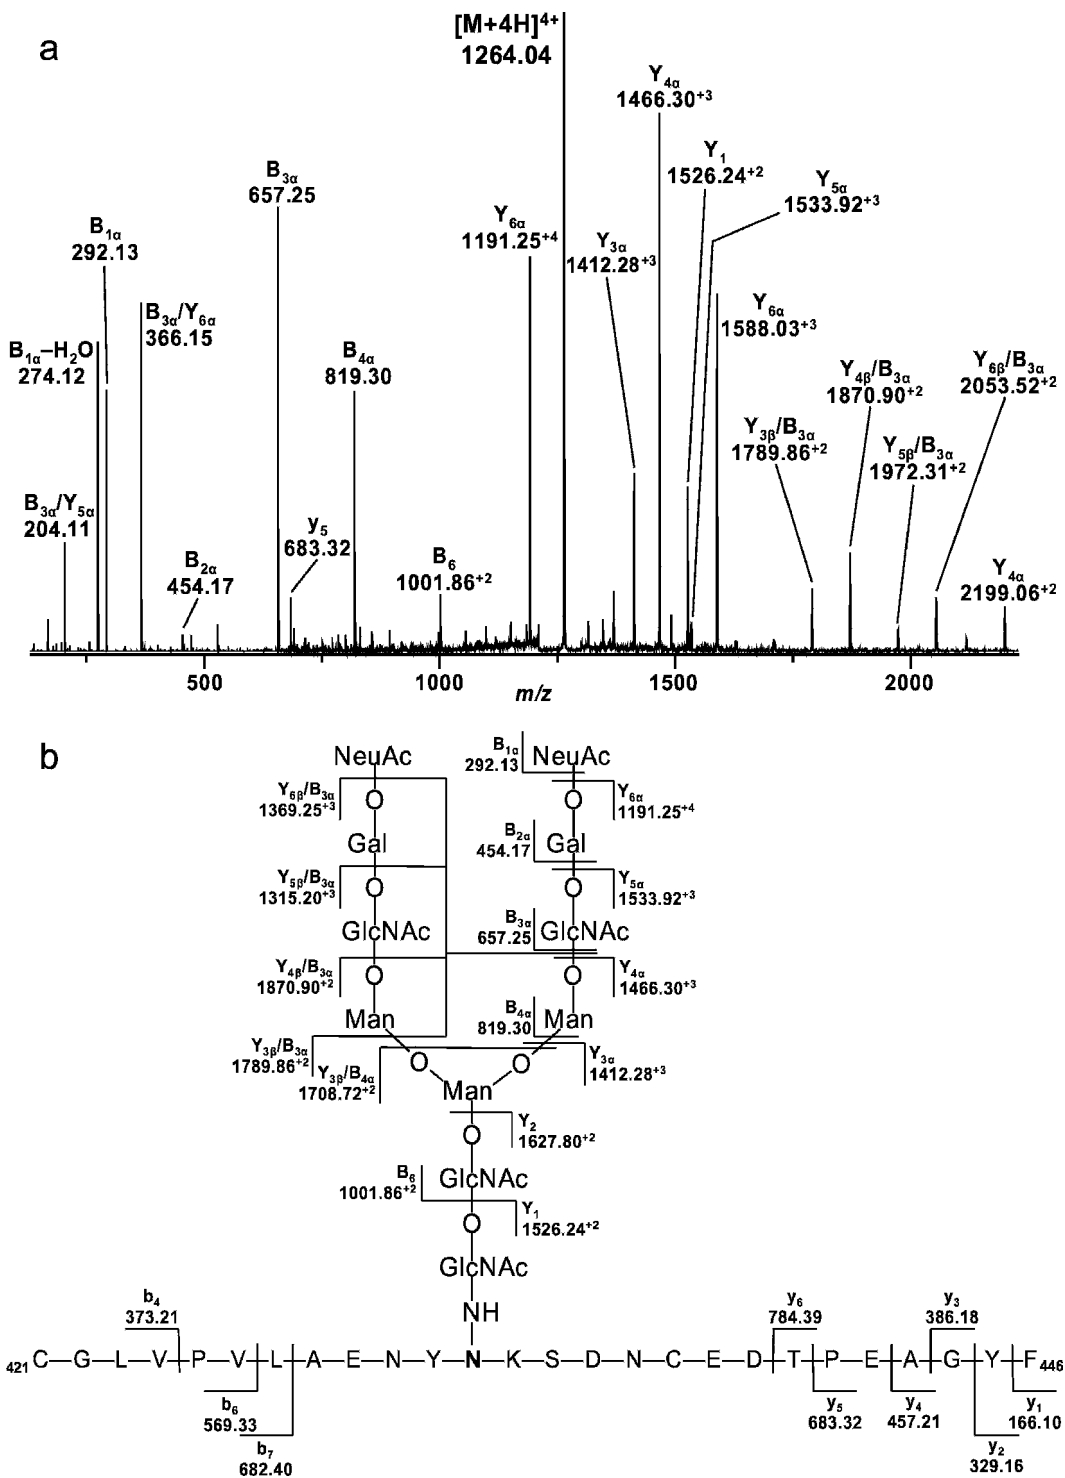 a
[M+4H]4+
1264.04
Y4α
1466.30+3
Y1
1526.24+2
B3α
657.25
Y5α
1533.92+3
Y6α
1191.25+4
B1α
292.13
Y3α
1412.28+3
B3α/Y6α
366.15
Y6α
1588.03+3
B1α–H2O
274.12
B4α
819.30
Y4β/B3α
1870.90+2
Y6β/B3α
2053.52+2
Y3β/B3α
1789.86+2
Y5β/B3α
1972.31+2
B3α/Y5α
204.11
y5
683.32
B2α
454.17
B6
1001.86+2
Y4α
2199.06+2
500
1000
1500
2000
m/z
b
NeuAc
B1α
292.13
NeuAc
Y6β/B3α
1369.25+3
O
O
Y6α
1191.25+4
Gal
B2α
454.17
Gal
Y5β/B3α
1315.20+3
O
O
Y5α
1533.92+3
GlcNAc
B3α
657.25
GlcNAc
Y4β/B3α
1870.90+2
O
O
Y4α
1466.30+3
Man
B4α
819.30
Man
Y3β/B3α
1789.86+2
Y3β/B4α
1708.72+2
O
O
Y3α
1412.28+3
Man
O
Y2
1627.80+2
B6
1001.86+2
GlcNAc
O
Y1
1526.24+2
GlcNAc
NH
b4
373.21
y6
784.39
y3
386.18
421C–G–L–V–P–V–L–A–E–N–Y–N–K–S–D–N–C–E–D–T–P–E–A–G–Y–F446
b6
569.33
b7
682.40
y5
683.32
y4
457.21
y1
166.10
y2
329.16